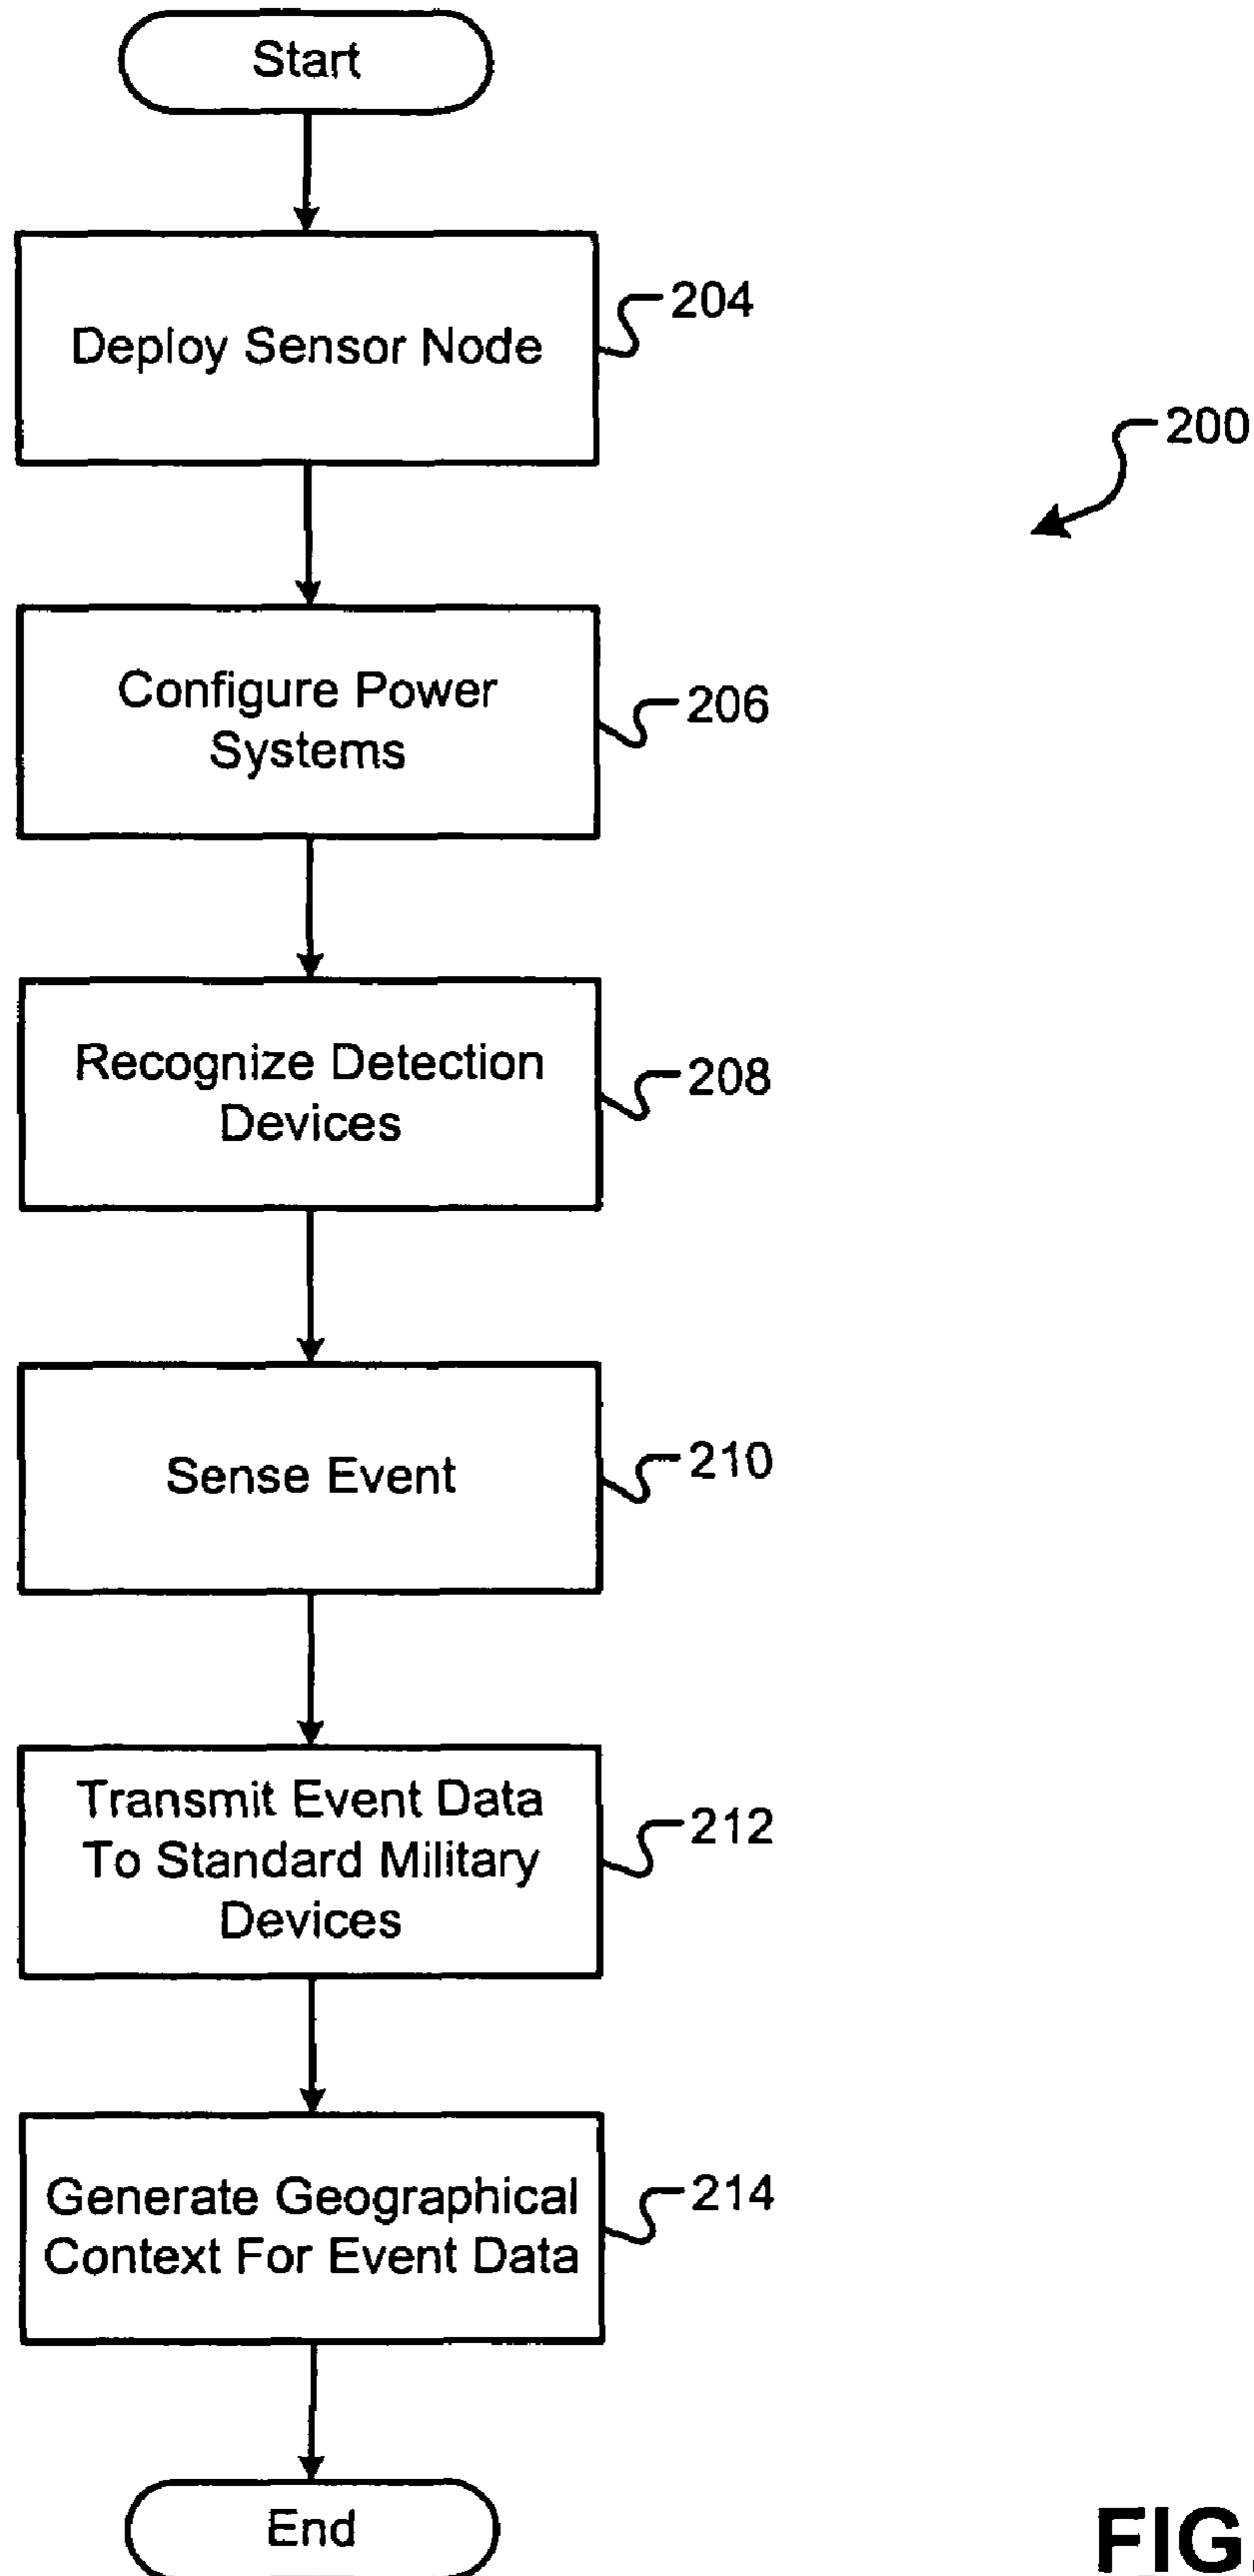 Start
Deploy Sensor Node
204
200
Configure Power
Systems
206
Recognize Detection
Devices
208
Sense Event
210
Transmit Event Data
To Standard Military
Devices
212
Generate Geographical
Context For Event Data
214
End
FIG.